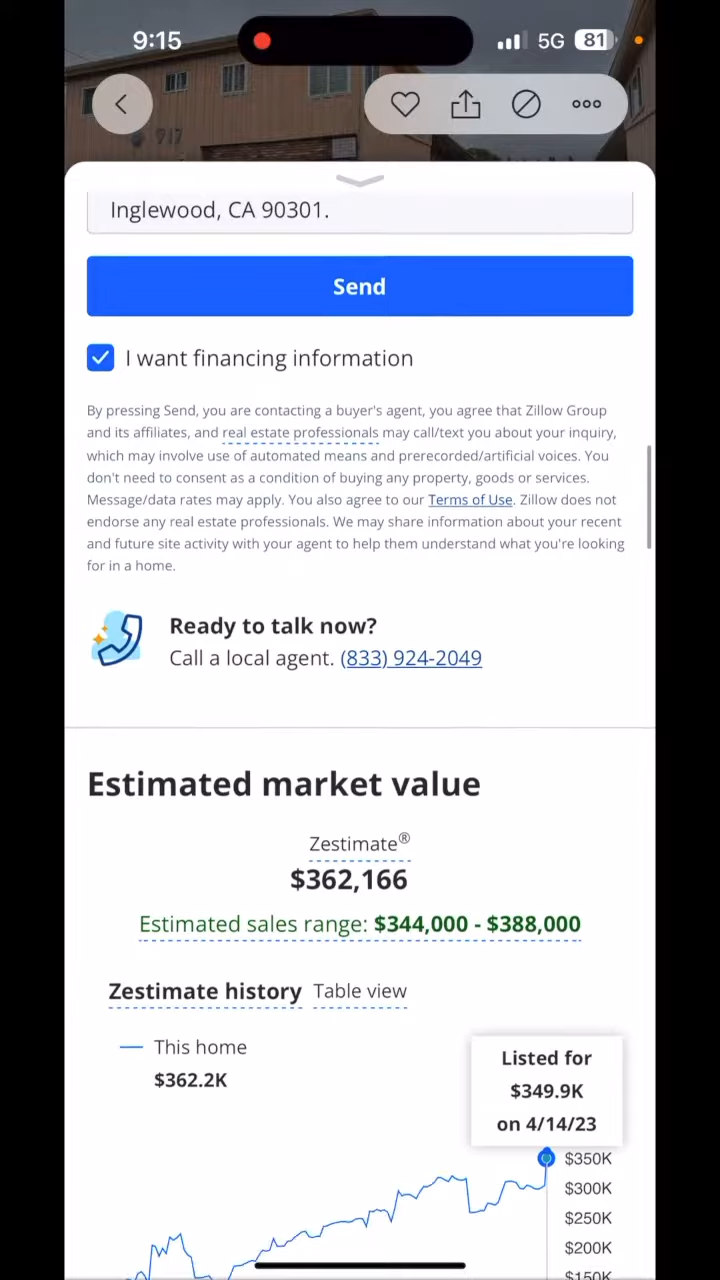 9:15
5G
81
917
Inglewood, CA 90301.
Send
I want financing information
By pressing Send, you are contacting a buyer's agent, you agree that Zillow Group
and its affiliates, and real estate professionals may call/text you about your inquiry,
which may involve use of automated means and prerecorded/artificial voices. You
don't need to consent as a condition of buying any property, goods or services.
Message/data rates may apply. You also agree to our Terms of Use. Zillow does not
endorse any real estate professionals. We may share information about your recent
and future site activity with your agent to help them understand what you're looking
for in a home.
Ready to talk now?
Call a local agent. (833) 924-2049
Estimated market value
Zestimate®
$362,166
Estimated sales range: $344,000 - $388,000
Zestimate history Table view
This home
$362.2K
Listed for
$349.9K
on 4/14/23
$350K
$300K
$250K
$200K
$150K